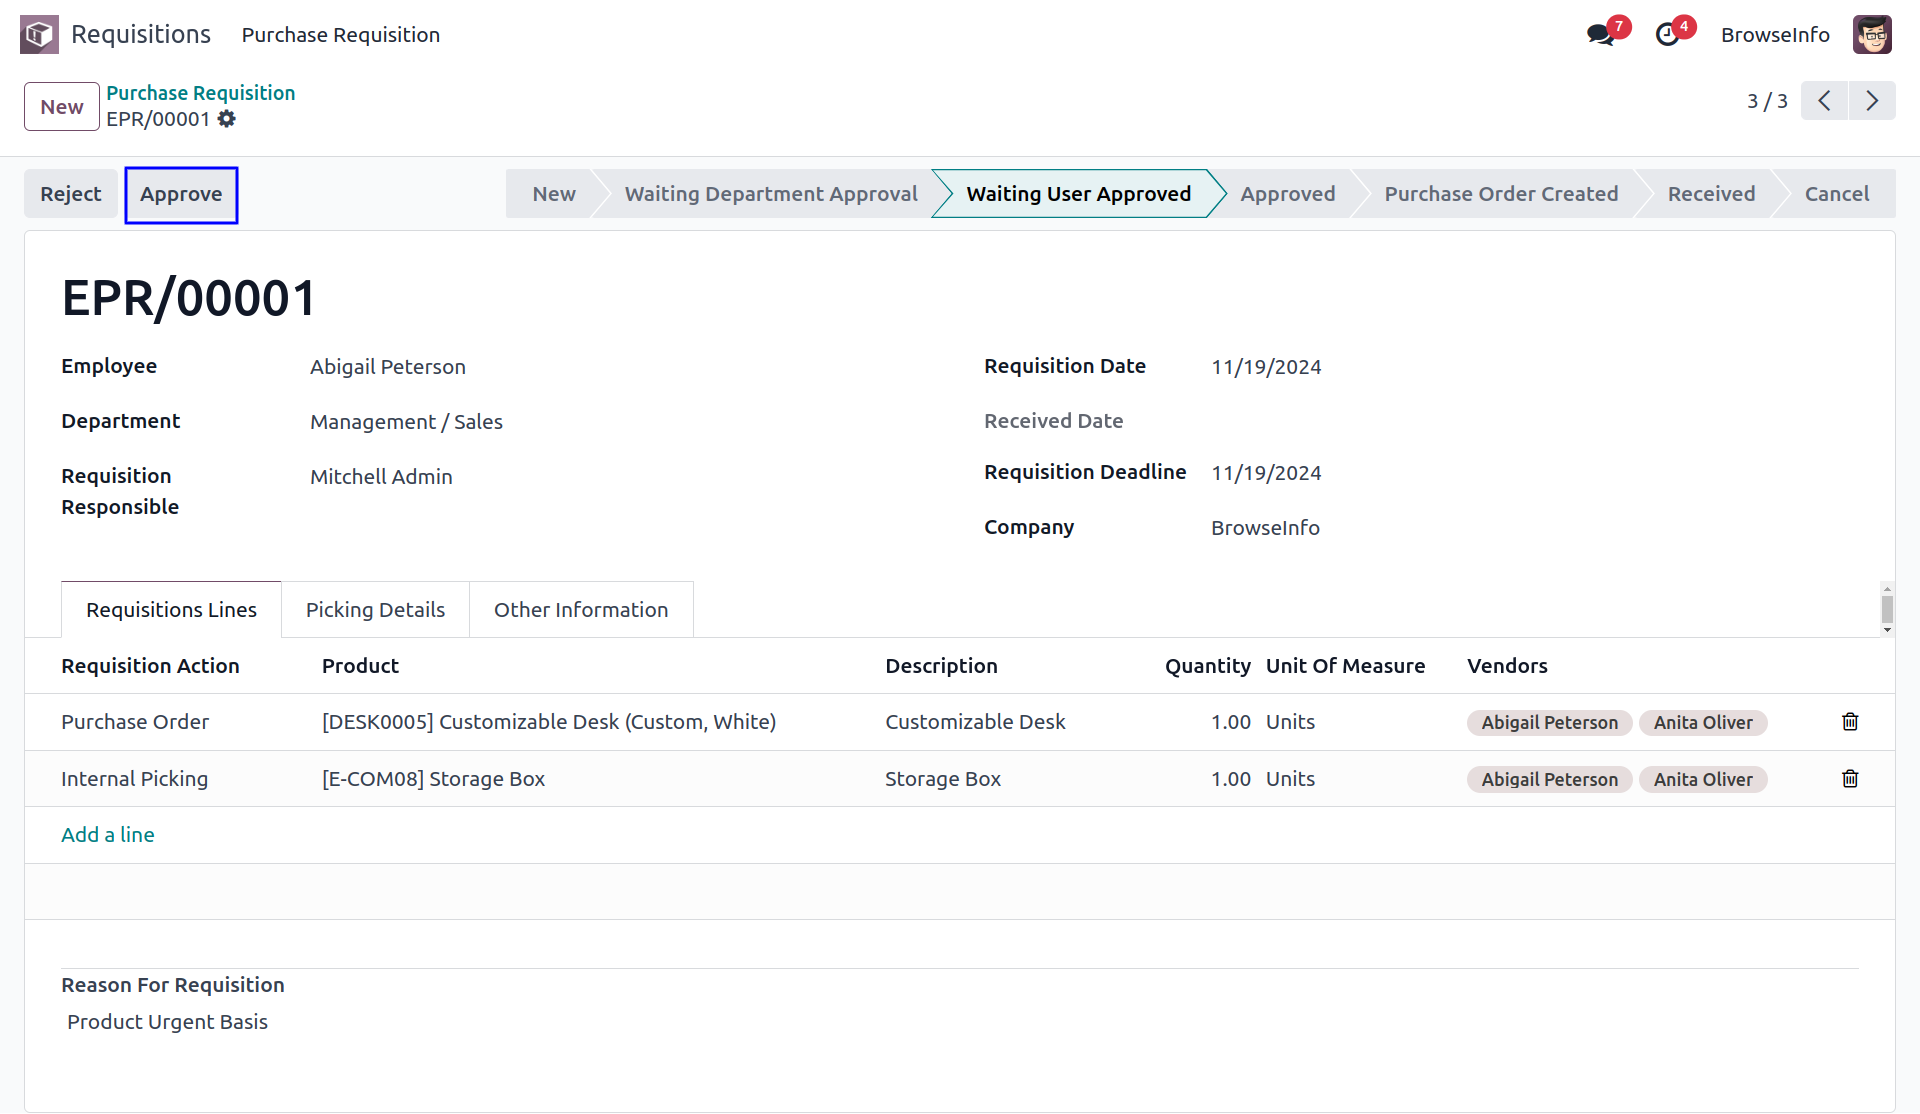 Requisitions Purchase Requisition 7 4 BrowseInfo
New Purchase Requisition 3 / 3
EPR/00001
Reject Approve New Waiting Department Approval Waiting User Approved Approved Purchase Order Created Received Cancel
EPR/00001
Employee Abigail Peterson Requisition Date 11/19/2024
Department Management / Sales Received Date
Requisition Responsible Mitchell Admin Requisition Deadline 11/19/2024
Company BrowseInfo
Requisitions Lines Picking Details Other Information
Requisition Action Product Description Quantity Unit Of Measure Vendors
Purchase Order [DESK0005] Customizable Desk (Custom, White) Customizable Desk 1.00 Units Abigail Peterson Anita Oliver
Internal Picking [E-COM08] Storage Box Storage Box 1.00 Units Abigail Peterson Anita Oliver
Add a line
Reason For Requisition
Product Urgent Basis